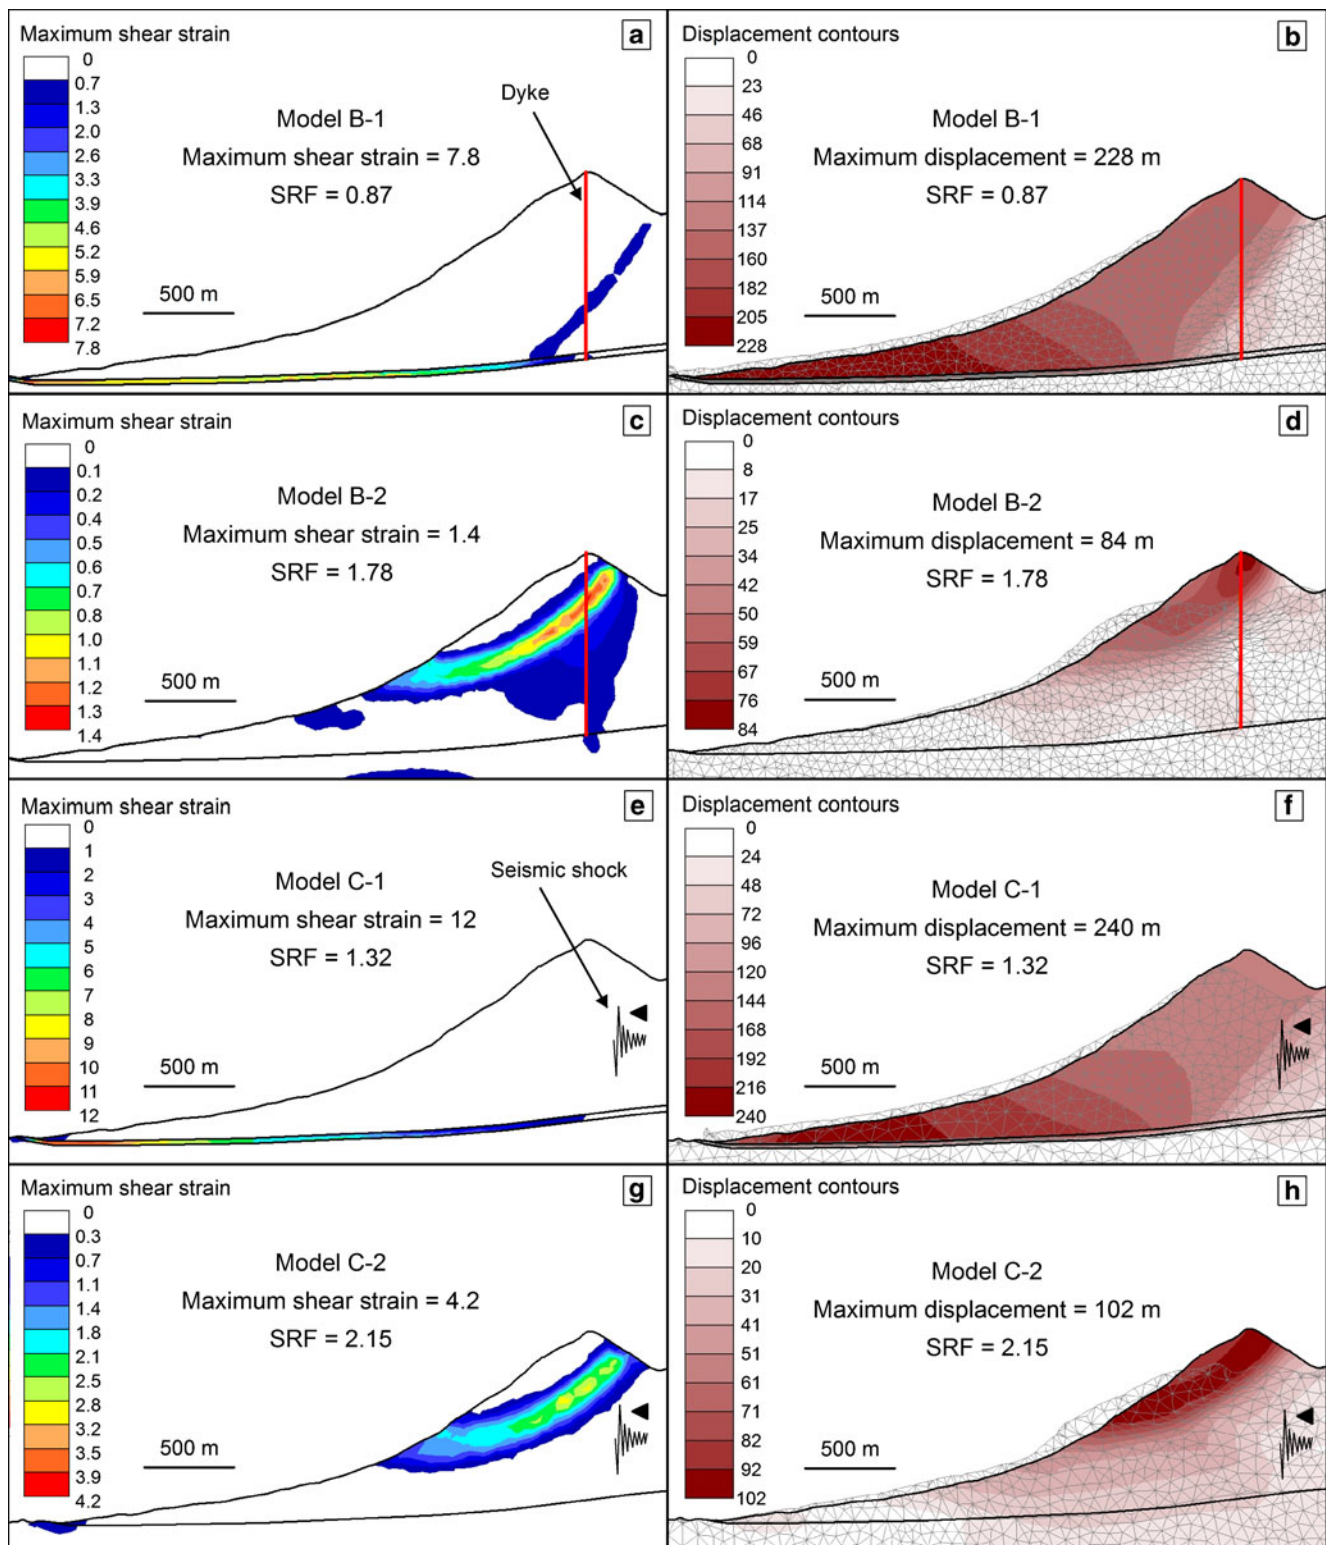 Maximum shear strain
a
0
0.7
1.3
2.0
2.6
3.3
3.9
4.6
5.2
5.9
6.5
7.2
7.8
Dyke
Model B-1
Maximum shear strain = 7.8
SRF = 0.87
500 m
Displacement contours
b
0
23
46
68
91
114
137
160
182
205
228
Model B-1
Maximum displacement = 228 m
SRF = 0.87
500 m
Maximum shear strain
c
0
0.1
0.2
0.4
0.5
0.6
0.7
0.8
1.0
1.1
1.2
1.3
1.4
Model B-2
Maximum shear strain = 1.4
SRF = 1.78
500 m
Displacement contours
d
0
8
17
25
34
42
50
59
67
76
84
Model B-2
Maximum displacement = 84 m
SRF = 1.78
500 m
Maximum shear strain
e
0
1
2
3
4
5
6
7
8
9
10
11
12
Seismic shock
Model C-1
Maximum shear strain = 12
SRF = 1.32
500 m
Displacement contours
f
0
24
48
72
96
120
144
168
192
216
240
Model C-1
Maximum displacement = 240 m
SRF = 1.32
500 m
Maximum shear strain
g
0
0.3
0.7
1.1
1.4
1.8
2.1
2.5
2.8
3.2
3.5
3.9
4.2
Model C-2
Maximum shear strain = 4.2
SRF = 2.15
500 m
Displacement contours
h
0
10
20
31
41
51
61
71
82
92
102
Model C-2
Maximum displacement = 102 m
SRF = 2.15
500 m